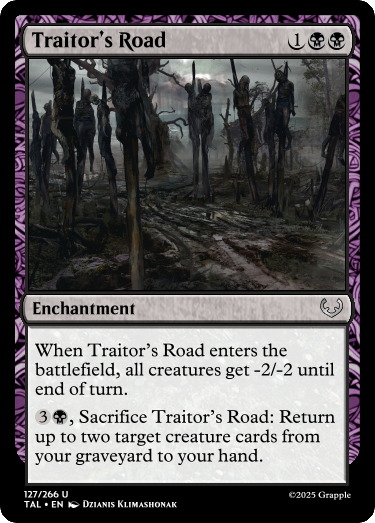 Traitor's Road 1
Enchantment
When Traitor's Road enters the
battlefield, all creatures get -2/-2 until
end of turn.
3, Sacrifice Traitor's Road: Return
up to two target creature cards from
your graveyard to your hand.
127/266 U
TAL • EN Dzianis Klimashonak
©2025 Grapple